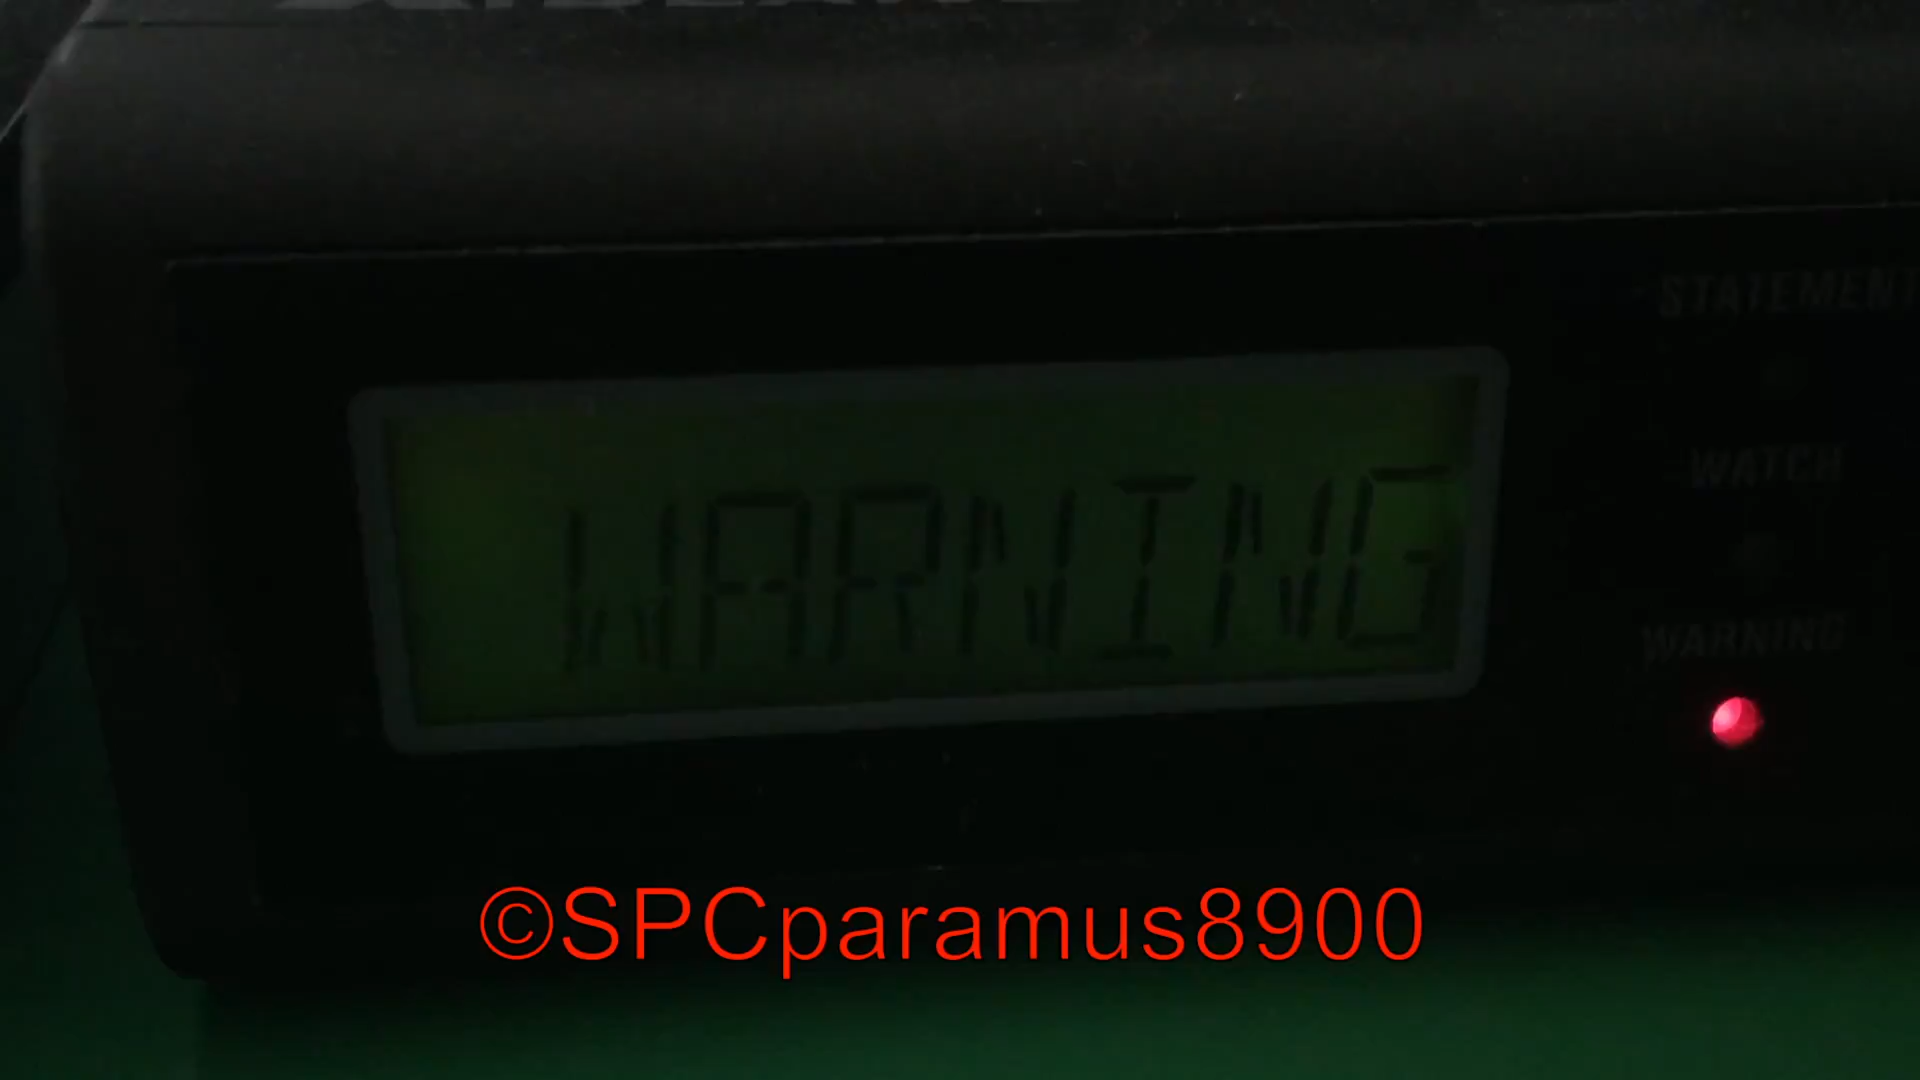 STATEMENT
WATCH
WARNING
WARNING
©SPCparamus8900